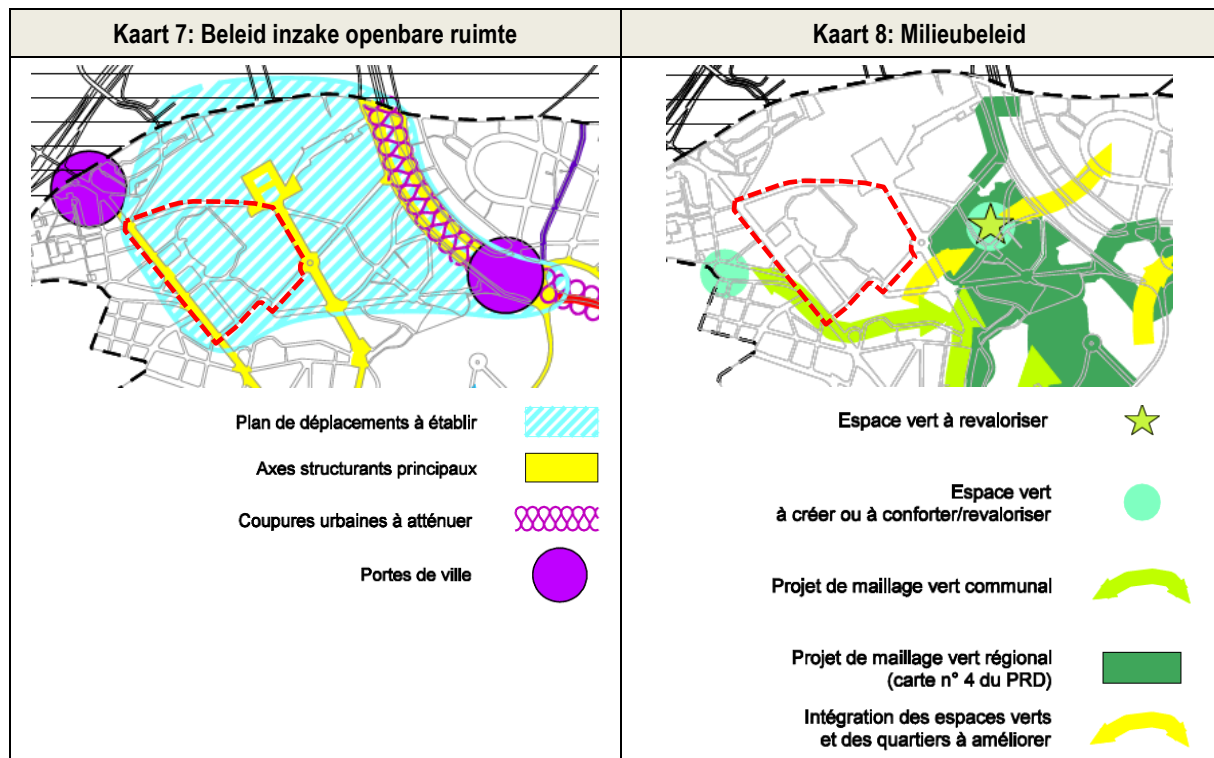 Kaart 7: Beleid inzake openbare ruimte
Plan de déplacements à établir
Axes structurants principaux
Coupures urbaines à atténuer
Portes de ville
Kaart 8: Milieubeleid
Espace vert à revaloriser
Espace vert
à créer ou à conforter/revaloriser
Projet de maillage vert communal
Projet de maillage vert régional
(carte n° 4 du PRD)
Intégration des espaces verts
et des quartiers à améliorer